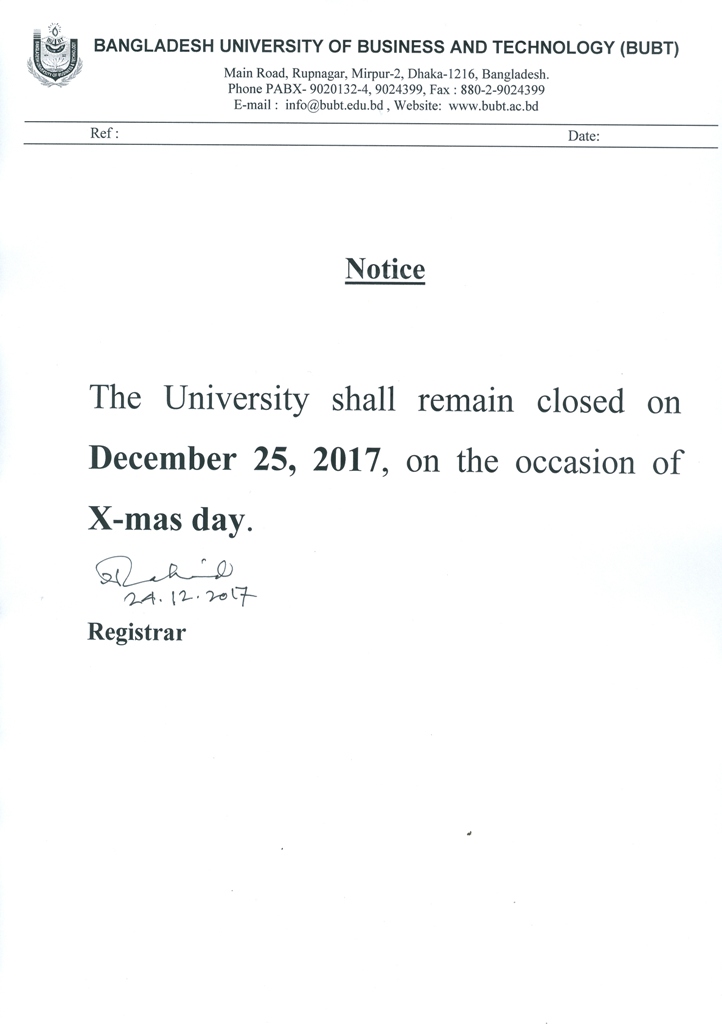 BANGLADESH UNIVERSITY OF BUSINESS AND TECHNOLOGY (BUBT)
Main Road, Rupnagar, Mirpur-2, Dhaka-1216, Bangladesh.
Phone PABX- 9020132-4, 9024399, Fax : 880-2-9024399
E-mail : info@bubt.edu.bd , Website: www.bubt.ac.bd
Ref : Date:
Notice
The University shall remain closed on
December 25, 2017, on the occasion of
X-mas day.
24.12.2017
Registrar